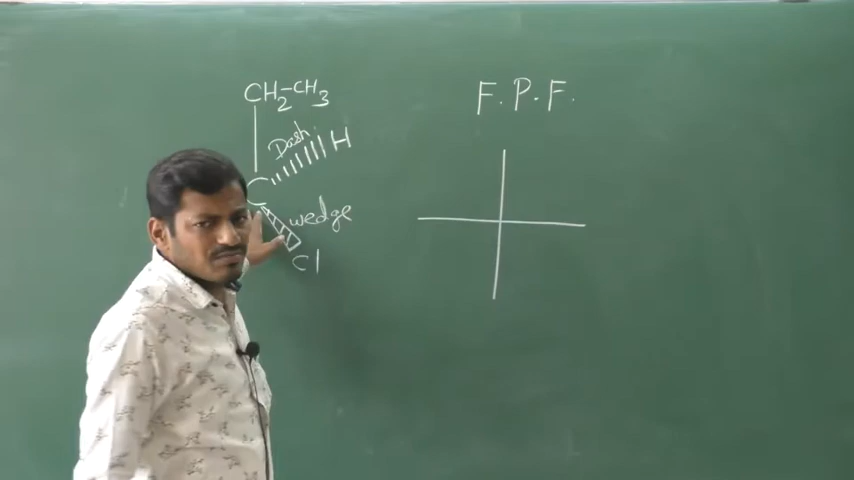 CH₂-CH₃
Dash H
C
wedge
Cl
F.P.F.